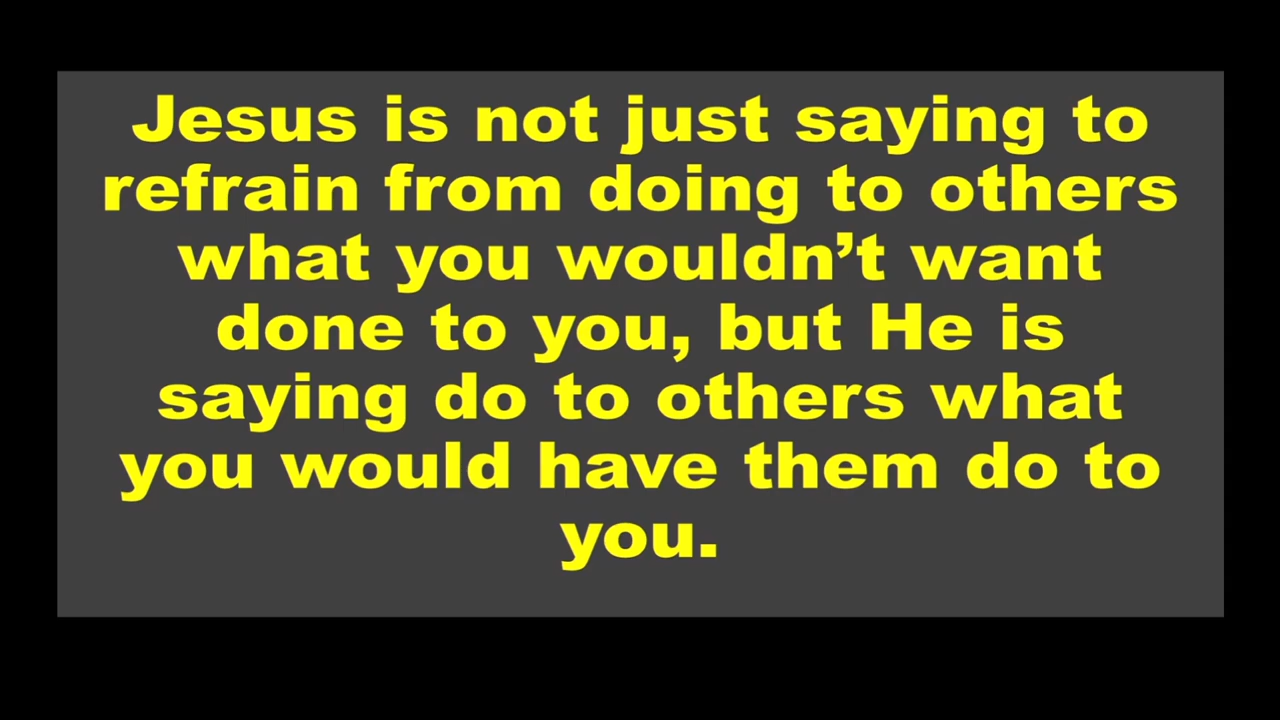 Jesus is not just saying to
refrain from doing to others
what you wouldn’t want
done to you, but He is
saying do to others what
you would have them do to
you.